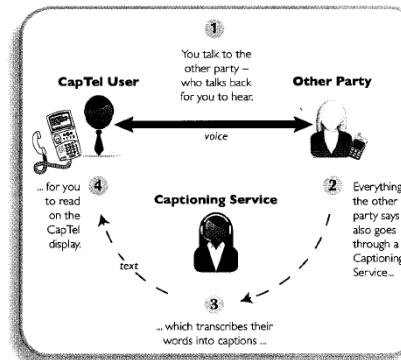 1
You talk to the
other party –
who talks back
for you to hear.
CapTel User
Other Party
voice
... for you
to read
on the
CapTel
display.
4
Captioning Service
2
Everything
the other
party says
also goes
through a
Captioning
Service...
text
3
... which transcribes their
words into captions ...